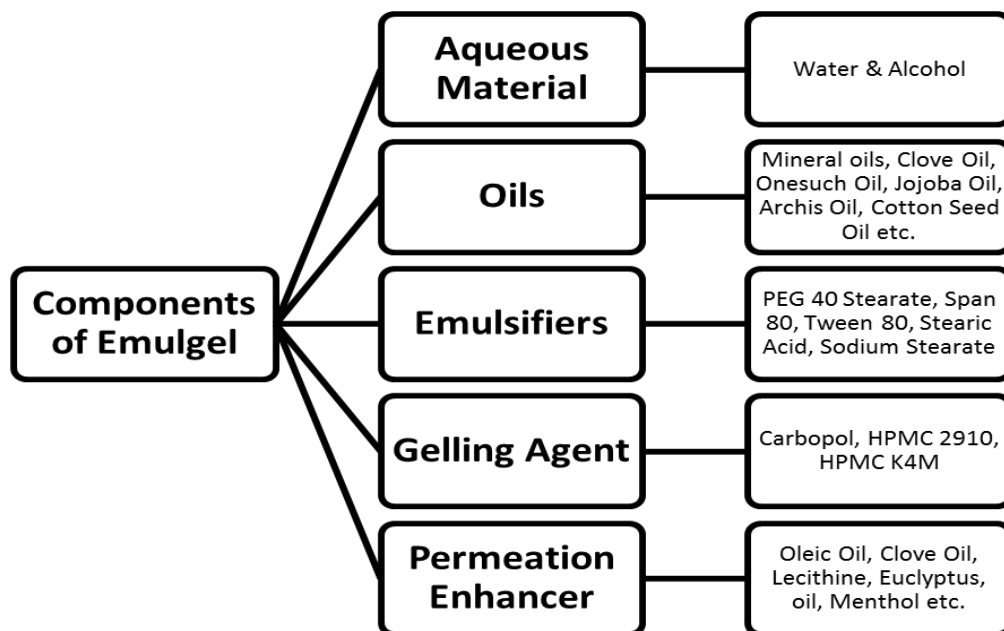 Components
of Emulgel
Aqueous
Material
Water & Alcohol
Oils
Mineral oils, Clove Oil,
Onesuch Oil, Jojoba Oil,
Archis Oil, Cotton Seed
Oil etc.
Emulsifiers
PEG 40 Stearate, Span
80, Tween 80, Stearic
Acid, Sodium Stearate
Gelling Agent
Carbopol, HPMC 2910,
HPMC K4M
Permeation
Enhancer
Oleic Oil, Clove Oil,
Lecithine, Euclyptus,
oil, Menthol etc.